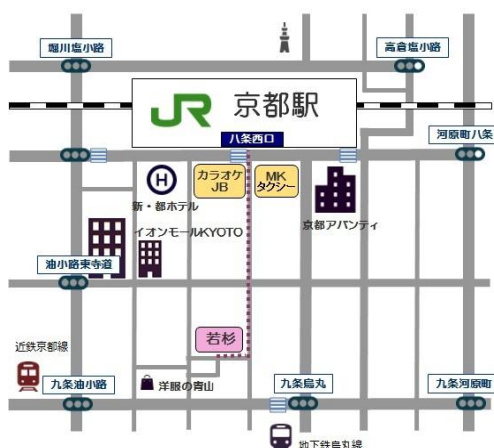 堀川塩小路
高倉塩小路
JR 京都駅
八条西口
河原町八条
H
カラオケ
JB
MK
タクシー
新・都ホテル
京都アバンティ
イオンモールKYOTO
油小路東寺道
若杉
近鉄京都線
九条油小路
洋服の青山
九条烏丸
九条河原町
地下鉄烏丸線